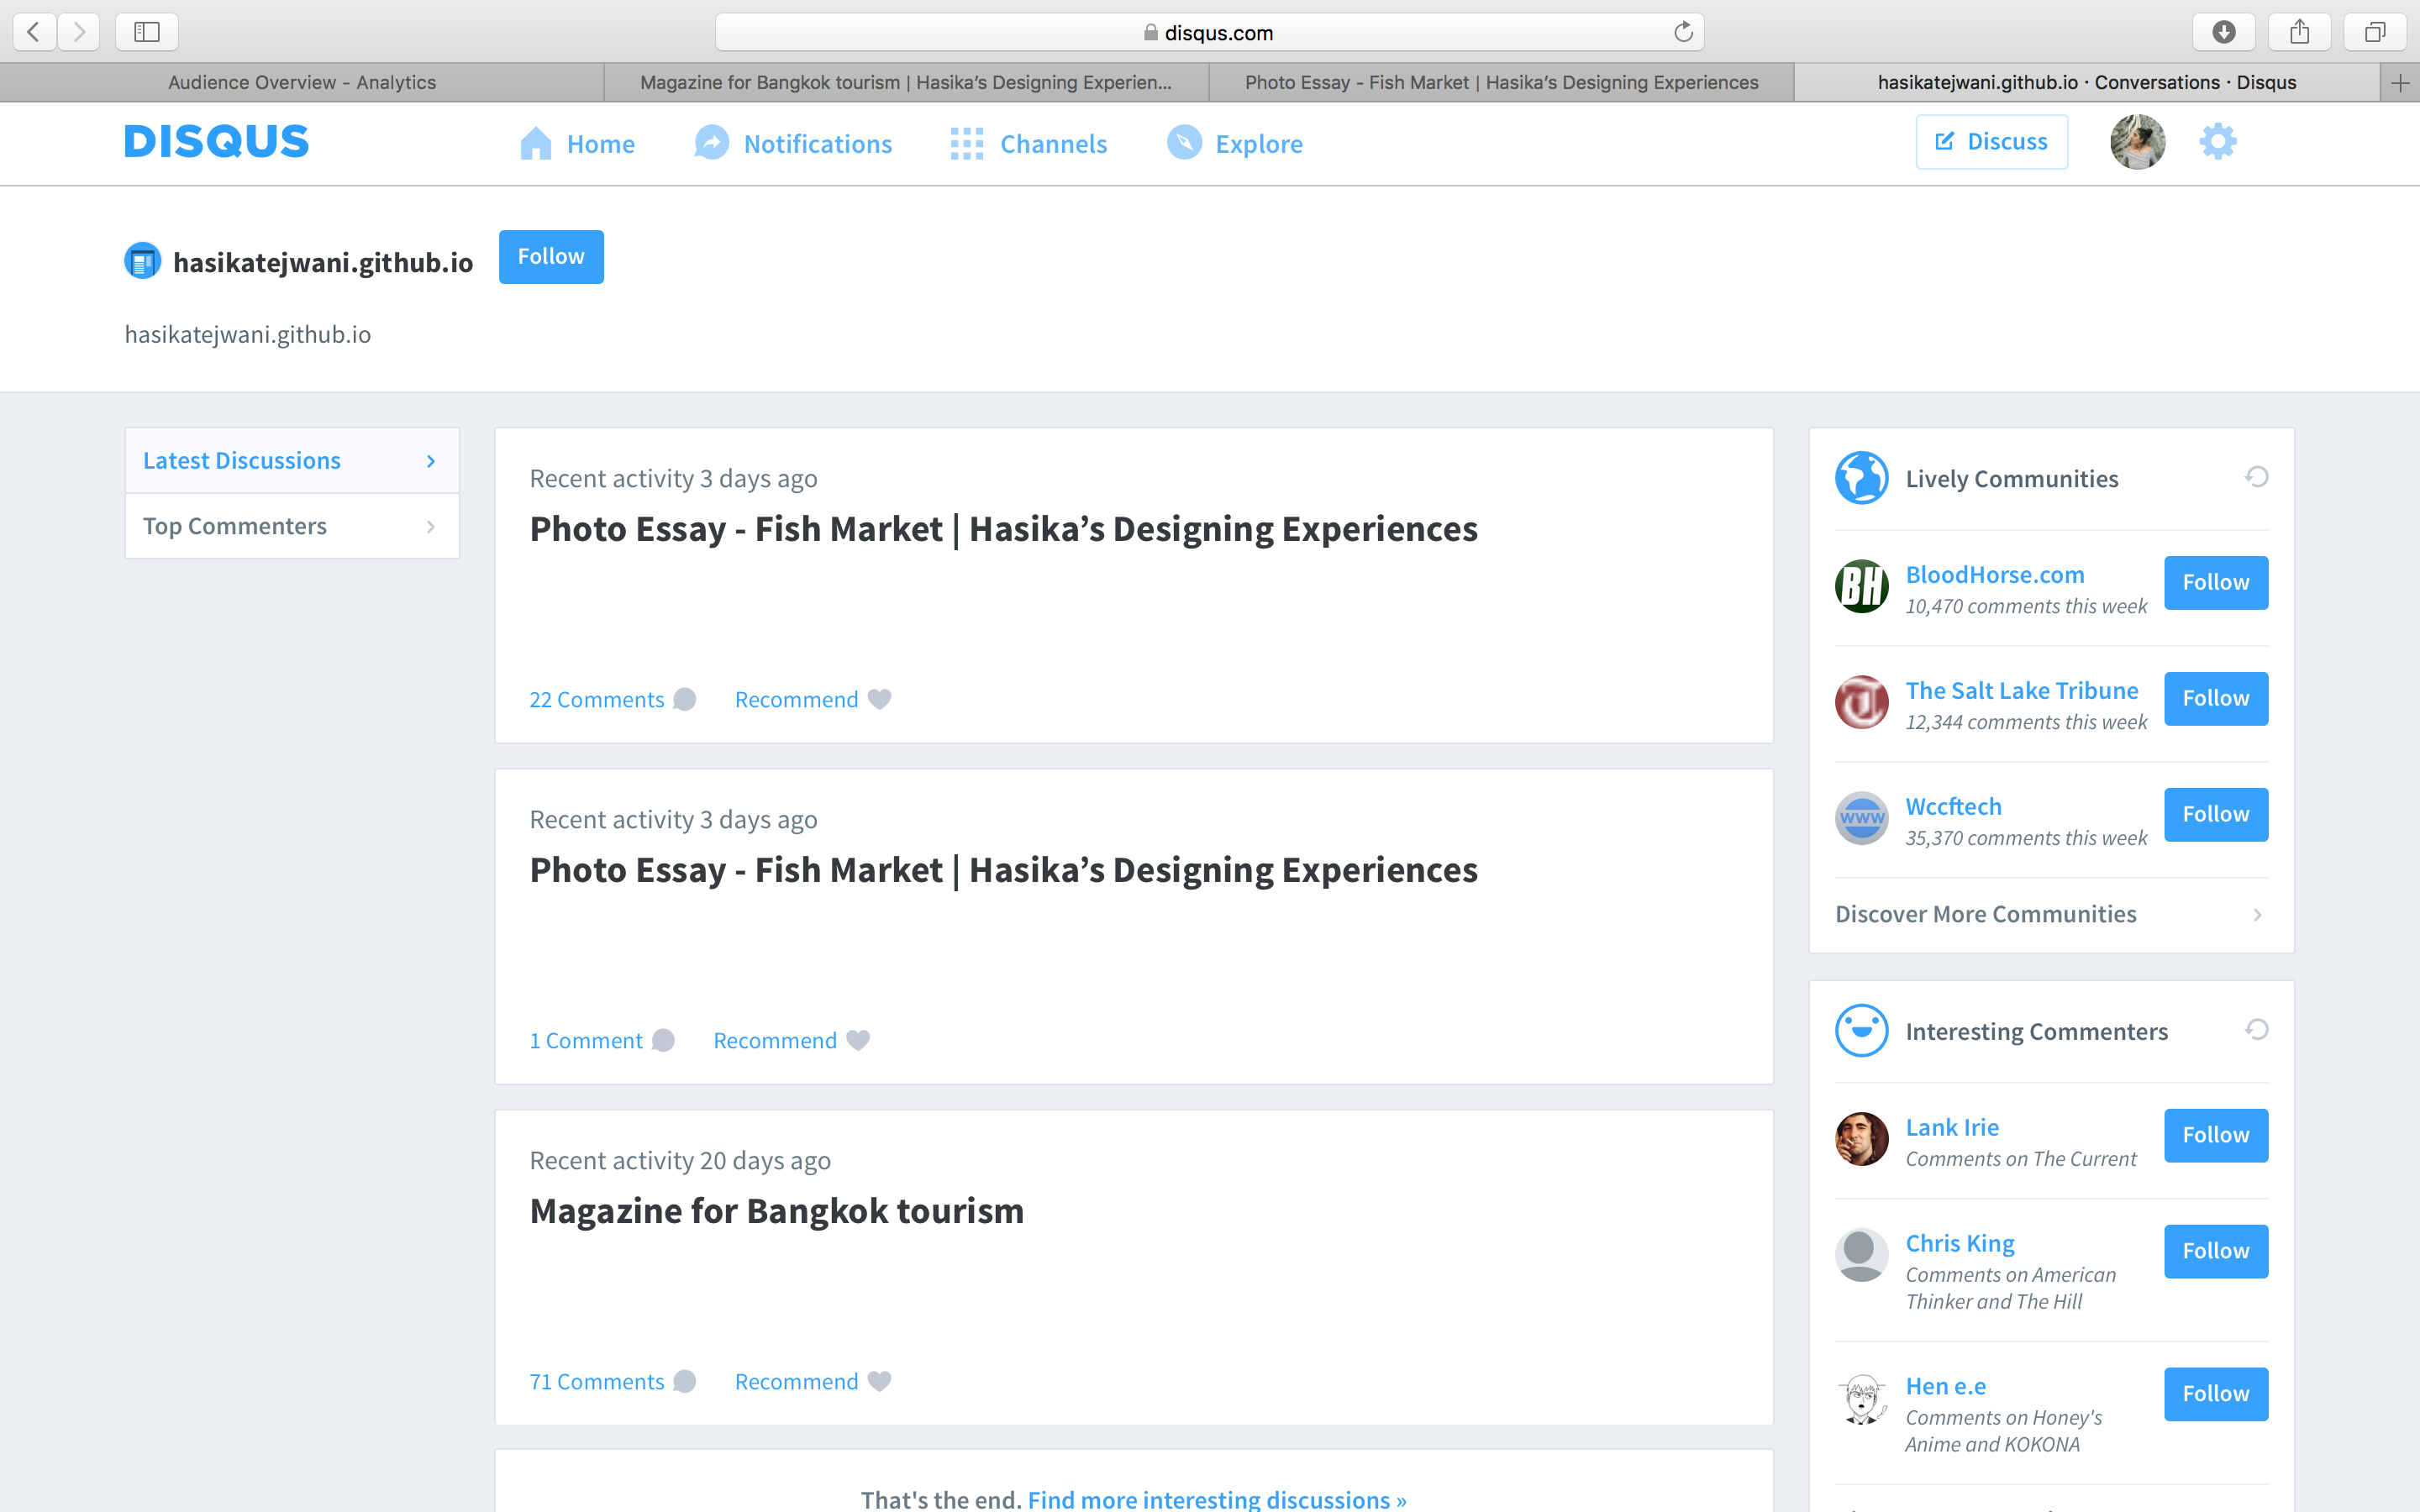 disqus.com
Audience Overview - Analytics
Magazine for Bangkok tourism | Hasika’s Designing Experien...
Photo Essay - Fish Market | Hasika’s Designing Experiences
hasikatejwani.github.io · Conversations · Disqus
DISQUS
Home
Notifications
Channels
Explore
Discuss
hasikatejwani.github.io
Follow
hasikatejwani.github.io
Latest Discussions
Top Commenters
Recent activity 3 days ago
Photo Essay - Fish Market | Hasika’s Designing Experiences
22 Comments
Recommend
Recent activity 3 days ago
Photo Essay - Fish Market | Hasika’s Designing Experiences
1 Comment
Recommend
Recent activity 20 days ago
Magazine for Bangkok tourism
71 Comments
Recommend
That's the end. Find more interesting discussions »
Lively Communities
BH
BloodHorse.com
10,470 comments this week
Follow
The Salt Lake Tribune
12,344 comments this week
Follow
www
Wccftech
35,370 comments this week
Follow
Discover More Communities
Interesting Commenters
Lank Irie
Comments on The Current
Follow
Chris King
Comments on American
Thinker and The Hill
Follow
Hen e.e
Comments on Honey's
Anime and KOKONA
Follow